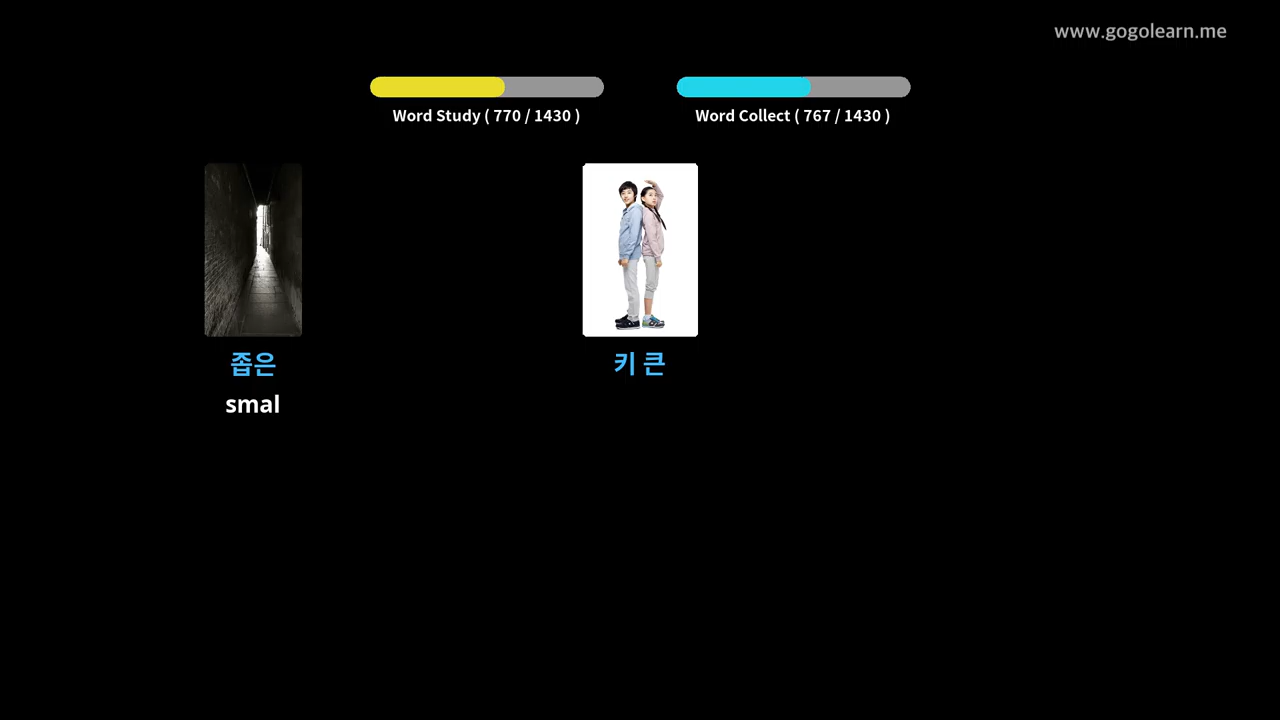 www.gogolearn.me
Word Study ( 770 / 1430 )
Word Collect ( 767 / 1430 )
좁은
smal
키 큰